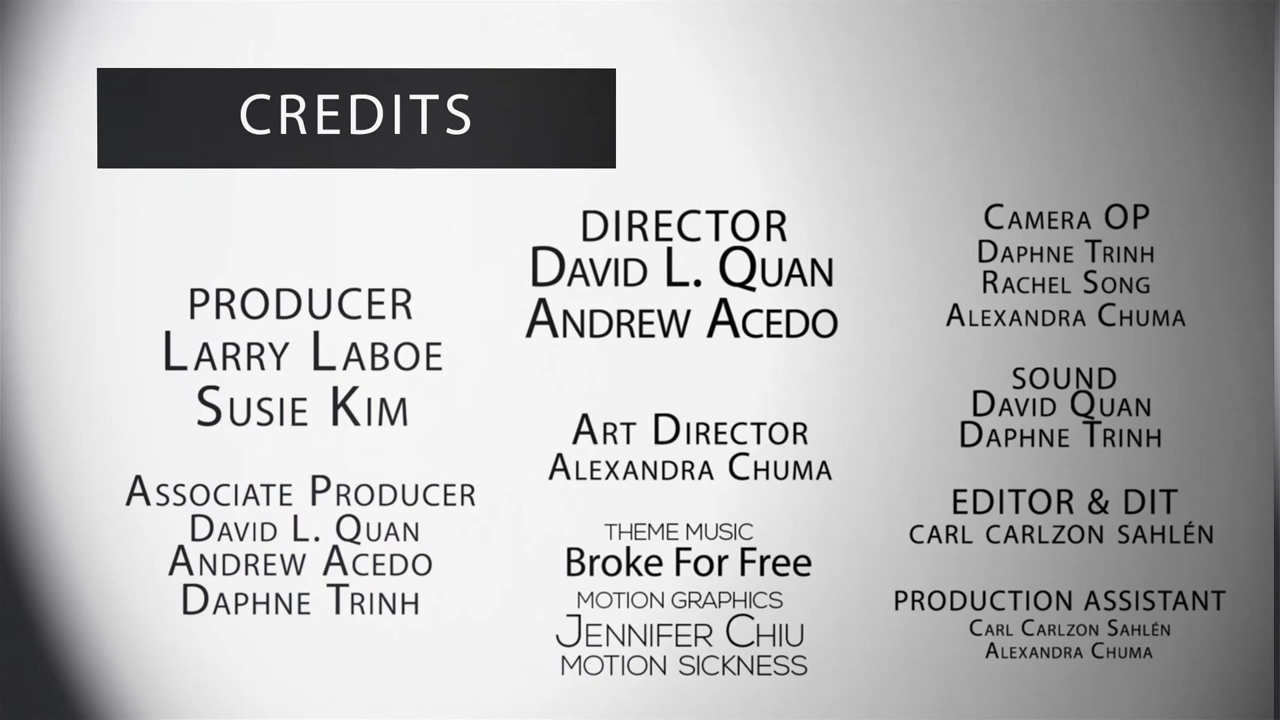 CREDITS
PRODUCER
LARRY LABOE
SUSIE KIM
ASSOCIATE PRODUCER
DAVID L. QUAN
ANDREW ACEDO
DAPHNE TRINH
DIRECTOR
DAVID L. QUAN
ANDREW ACEDO
ART DIRECTOR
ALEXANDRA CHUMA
THEME MUSIC
Broke For Free
MOTION GRAPHICS
JENNIFER CHIU
MOTION SICKNESS
CAMERA OP
DAPHNE TRINH
RACHEL SONG
ALEXANDRA CHUMA
SOUND
DAVID QUAN
DAPHNE TRINH
EDITOR & DIT
CARL CARLZON SAHLÉN
PRODUCTION ASSISTANT
CARL CARLZON SAHLÉN
ALEXANDRA CHUMA